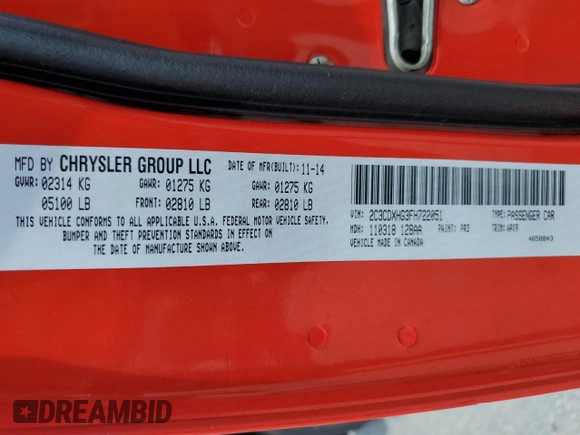 MFD BY CHRYSLER GROUP LLC DATE OF MFR(BUILT): 11-14
GVWR: 02314 KG GAWR: 01275 KG GAWR: 01275 KG
05100 LB FRONT: 02810 LB REAR: 02810 LB
THIS VEHICLE CONFORMS TO ALL APPLICABLE U.S.A. FEDERAL MOTOR VEHICLE SAFETY,
BUMPER AND THEFT PREVENTION STANDARDS IN EFFECT ON
THE DATE OF MANUFACTURE SHOWN ABOVE.
VIN: 2C3CDXHG3FH722051 TYPE: PASSENGER CAR
MDH: 110318 128AA PAINT: PR3 TRIM: APX9
VEHICLE MADE IN CANADA 4650843
DREAMBID